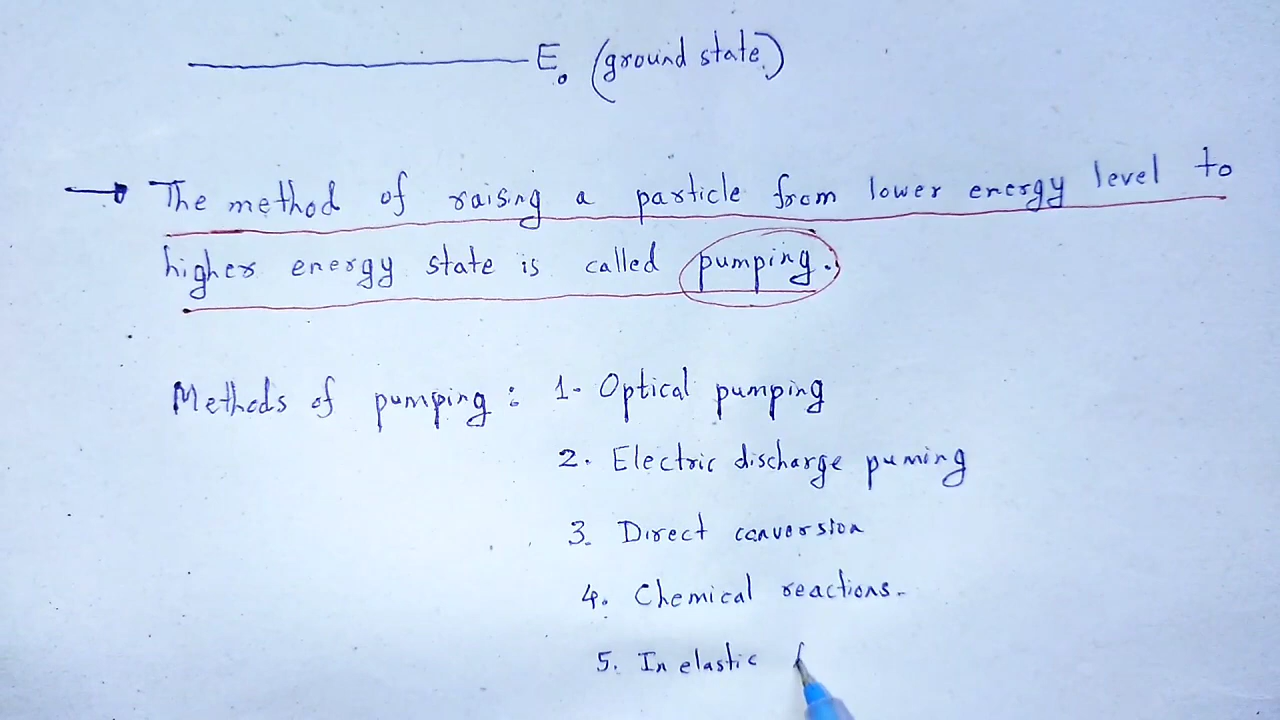 E₀ (ground state)
The method of raising a particle from lower energy level to
higher energy state is called pumping.
Methods of pumping : 1- Optical pumping
2. Electric discharge puming
3. Direct conversion
4. Chemical reactions.
5. In elastic